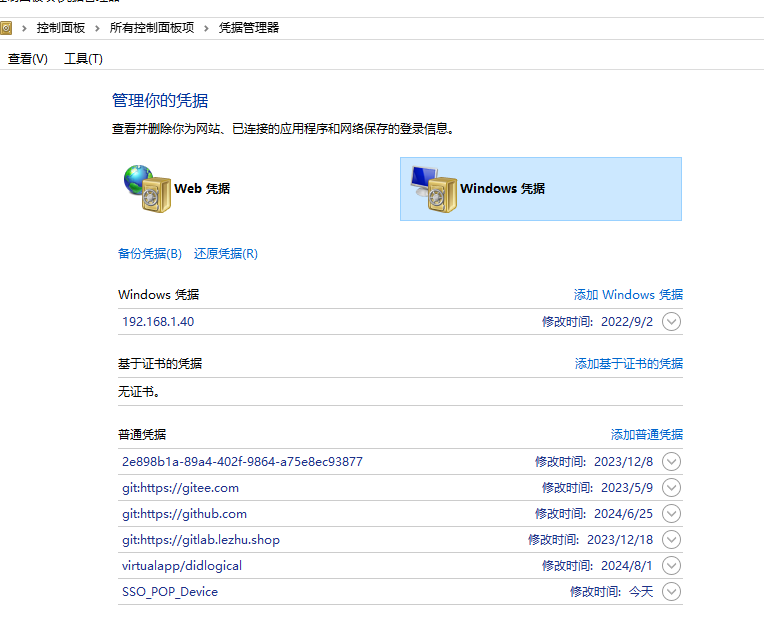 控制面板 › 所有控制面板项 › 凭据管理器
查看(V) 工具(T)
管理你的凭据
查看并删除你为网站、已连接的应用程序和网络保存的登录信息。
Web 凭据 Windows 凭据
备份凭据(B) 还原凭据(R)
Windows 凭据 添加 Windows 凭据
192.168.1.40 修改时间: 2022/9/2
基于证书的凭据 添加基于证书的凭据
无证书。
普通凭据 添加普通凭据
2e898b1a-89a4-402f-9864-a75e8ec93877 修改时间: 2023/12/8
git:https://gitee.com 修改时间: 2023/5/9
git:https://github.com 修改时间: 2024/6/25
git:https://gitlab.lezhu.shop 修改时间: 2023/12/18
virtualapp/didlogical 修改时间: 2024/8/1
SSO_POP_Device 修改时间: 今天